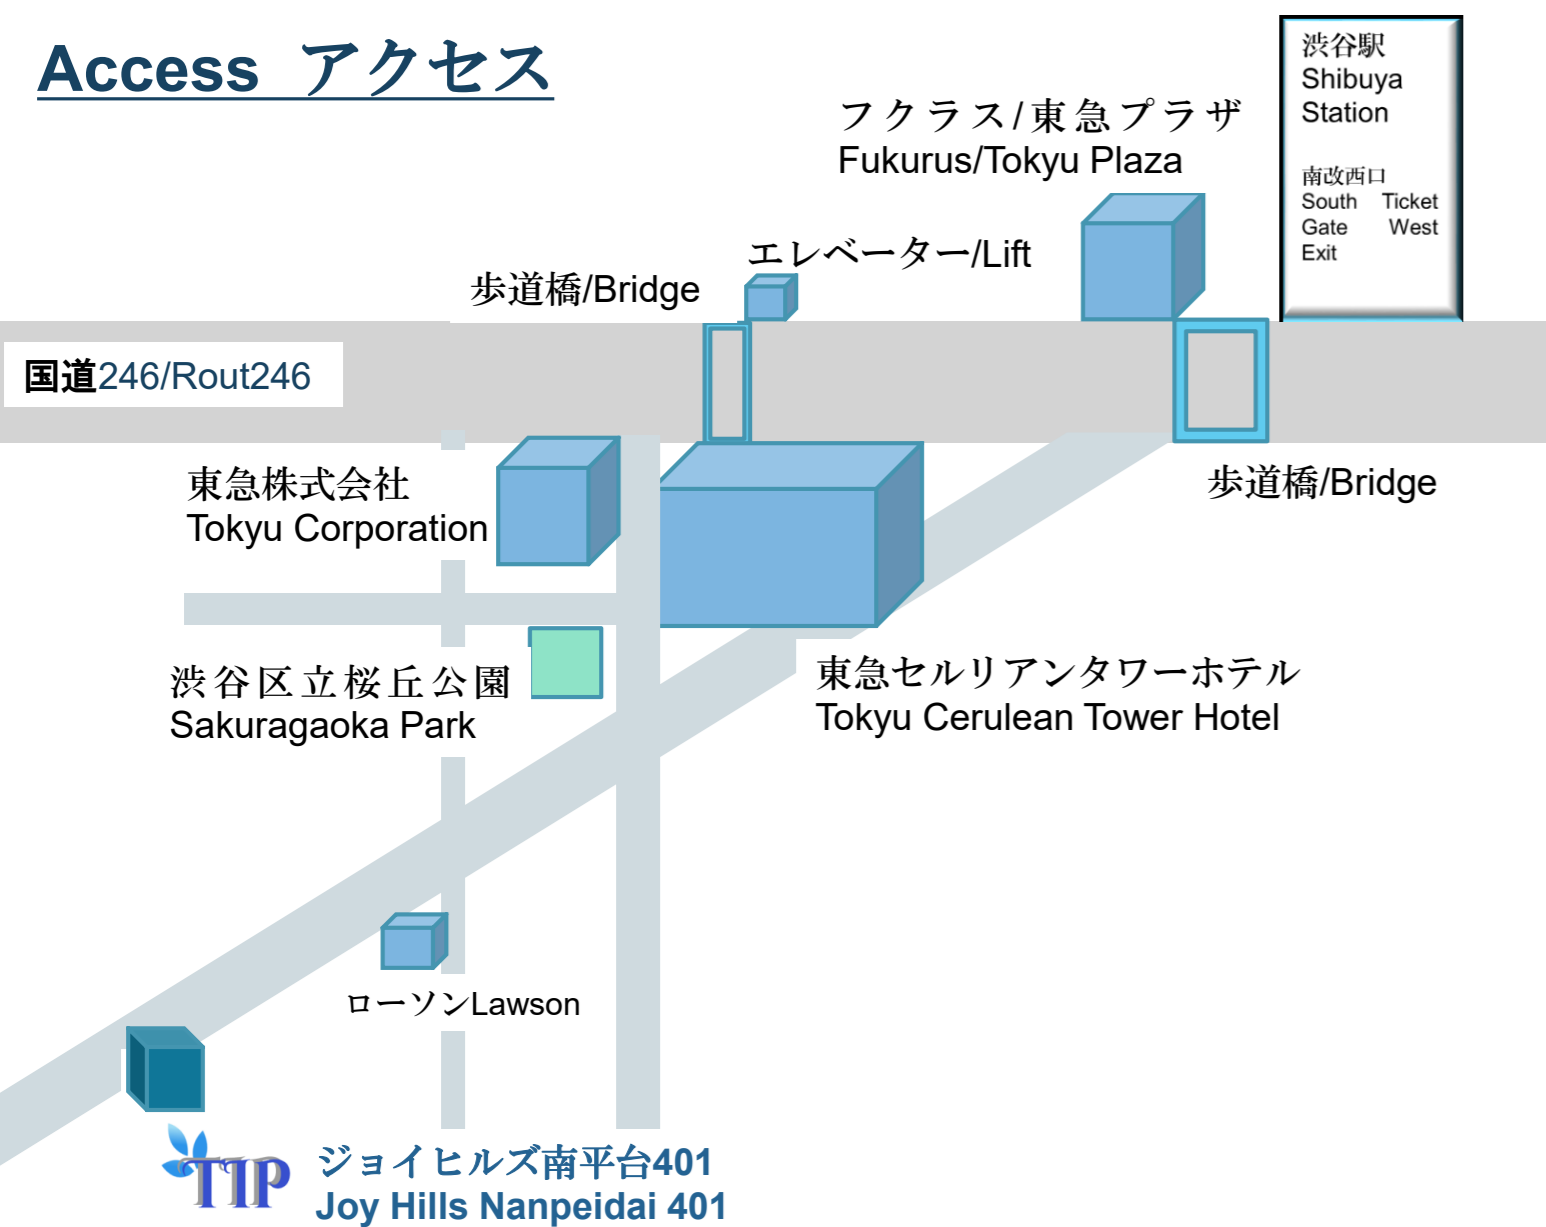 Access アクセス
渋谷駅
Shibuya
Station
南改西口
South Ticket
Gate West
Exit
フクラス/東急プラザ
Fukurus/Tokyu Plaza
エレベーター/Lift
歩道橋/Bridge
国道246/Rout246
歩道橋/Bridge
東急株式会社
Tokyu Corporation
渋谷区立桜丘公園
Sakuragaoka Park
東急セルリアンタワーホテル
Tokyu Cerulean Tower Hotel
ローソンLawson
TIP
ジョイヒルズ南平台401
Joy Hills Nanpeidai 401